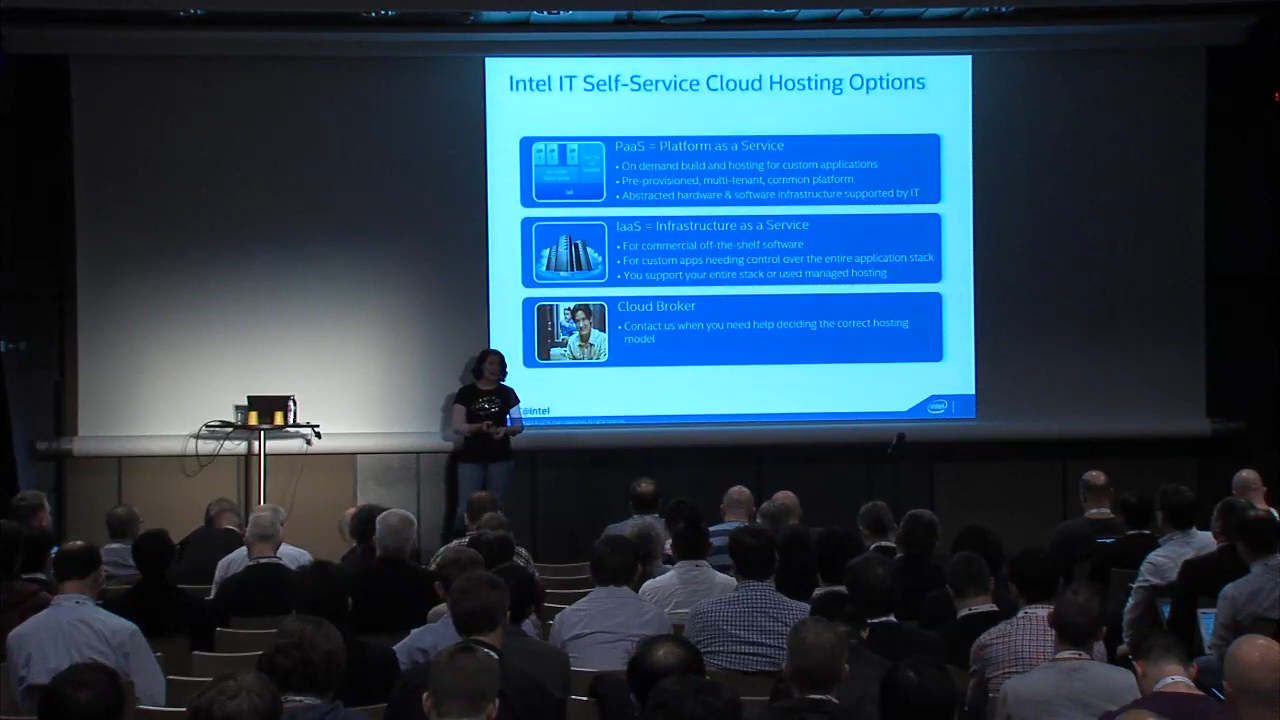 Intel IT Self-Service Cloud Hosting Options
PaaS = Platform as a Service
• On demand build and hosting for custom applications
• Pre-provisioned, multi-tenant, common platform
• Abstracted hardware & software infrastructure supported by IT
IaaS = Infrastructure as a Service
• For commercial off-the-shelf software
• For custom apps needing control over the entire application stack
• You support your entire stack or used managed hosting
Cloud Broker
• Contact us when you need help deciding the correct hosting
model
@Intel
intel